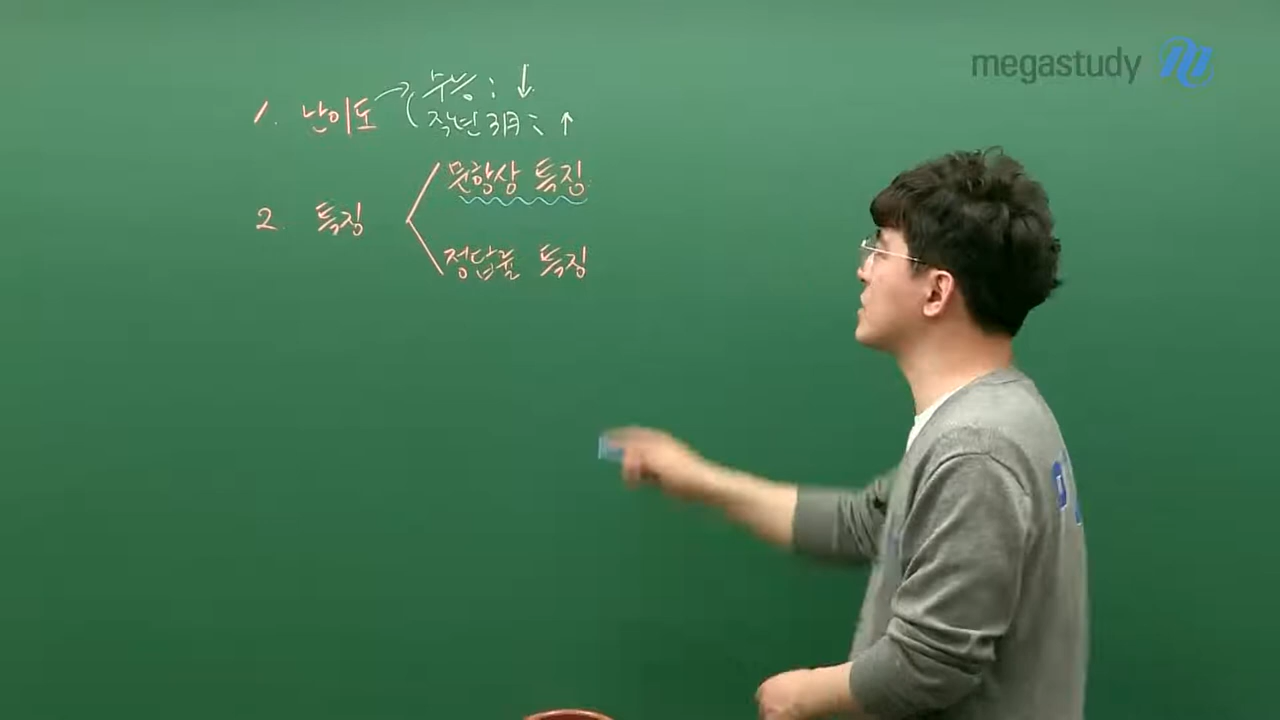 megastudy
수능 : ↓
1. 난이도
작년 3月 : ↑
문항상 특징
2. 특징
정답률 특징